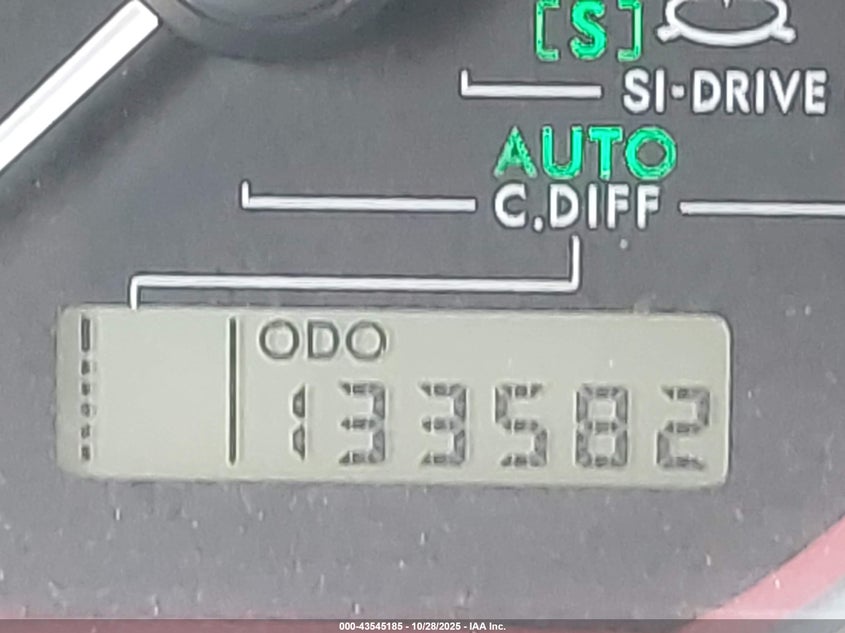 [S]
SI-DRIVE
AUTO
C.DIFF
ODO
133582
000-43545185 - 10/28/2025 - IAA Inc.